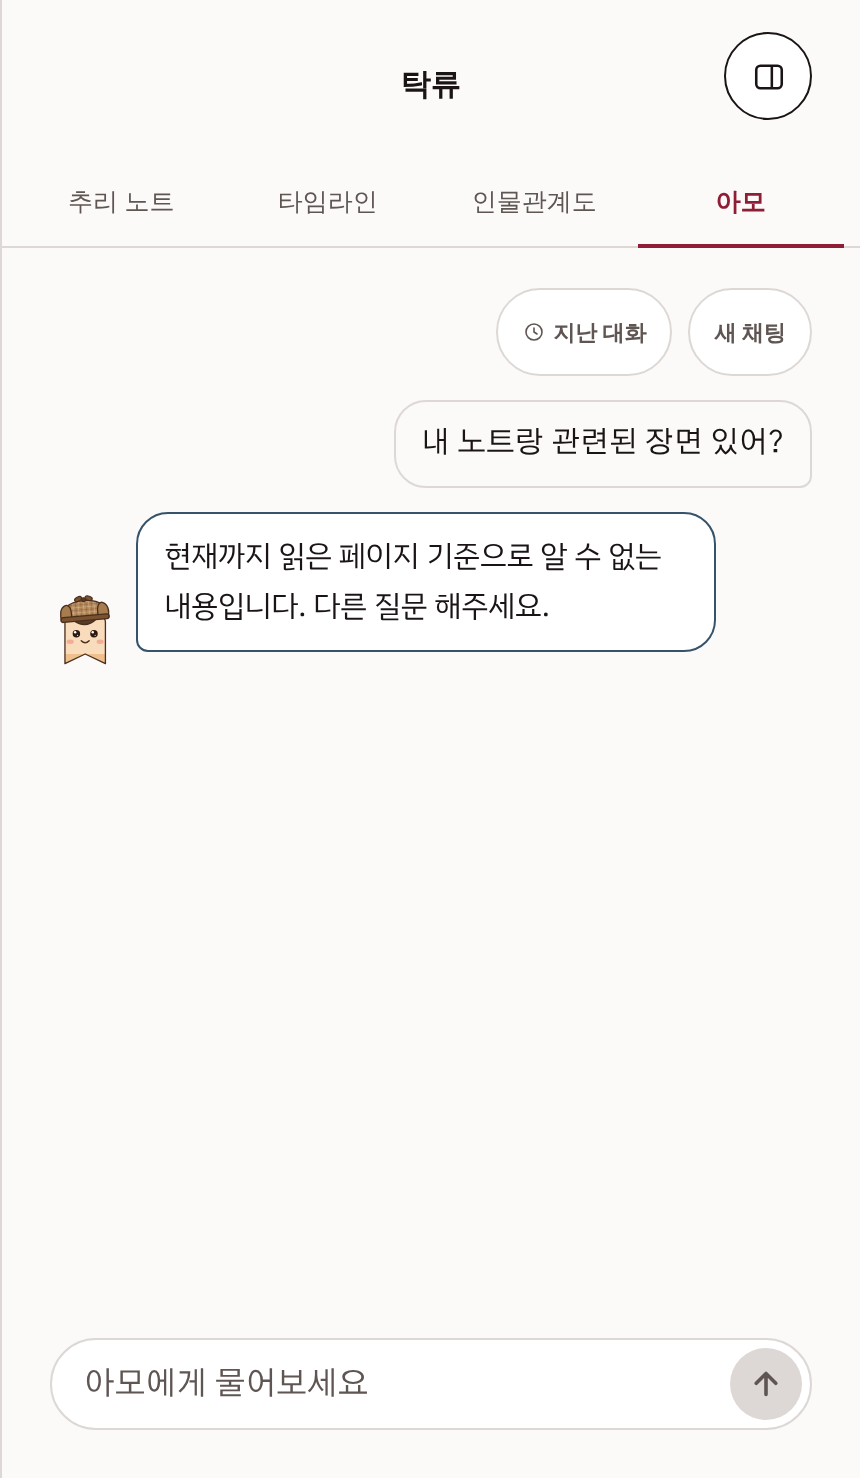 탁류
추리 노트
타임라인
인물관계도
아모
지난 대화
새 채팅
내 노트랑 관련된 장면 있어?
현재까지 읽은 페이지 기준으로 알 수 없는
내용입니다. 다른 질문 해주세요.
아모에게 물어보세요